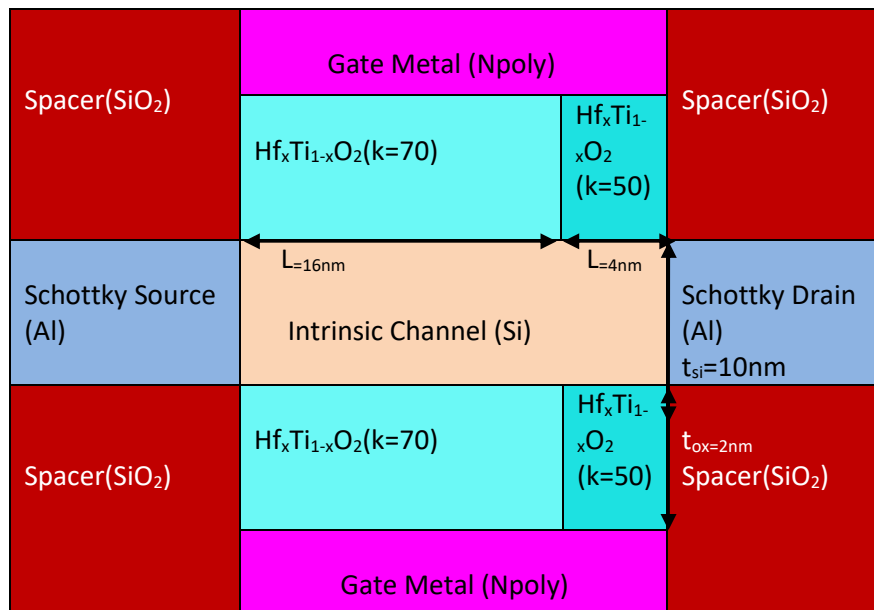 Gate Metal (Npoly)
Spacer(SiO₂)
HfₓTi₁₋ₓO₂(k=70)
HfₓTi₁₋
ₓO₂
(k=50)
Spacer(SiO₂)
L₌₁₆ₙₘ
L₌₄ₙₘ
Schottky Source
(Al)
Intrinsic Channel (Si)
Schottky Drain
(Al)
tsi=10nm
HfₓTi₁₋ₓO₂(k=70)
HfₓTi₁₋
ₓO₂
(k=50)
Spacer(SiO₂)
tox=2nm
Spacer(SiO₂)
Gate Metal (Npoly)